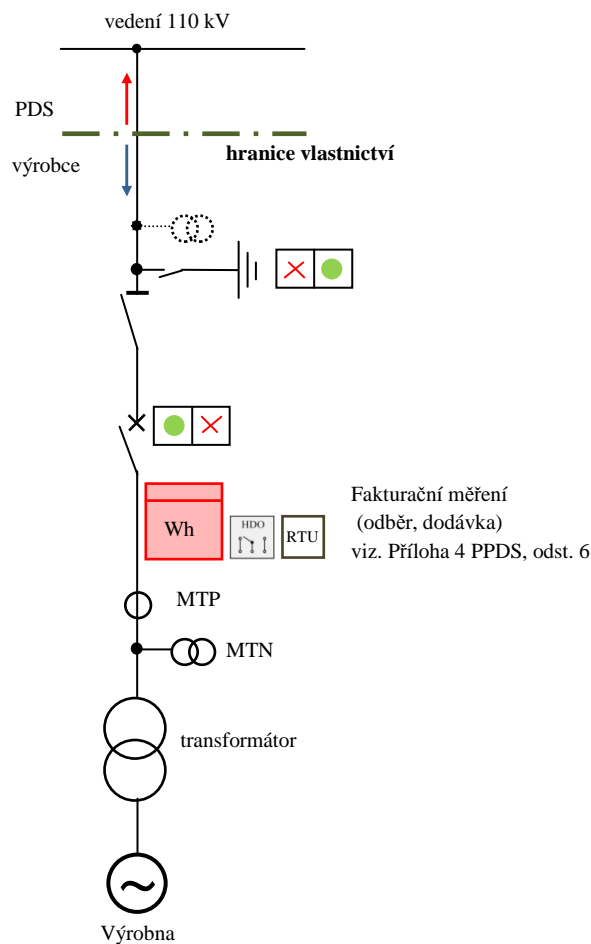 vedení 110 kV
PDS
hranice vlastnictví
výrobce
Wh
HDO
RTU
Fakturační měření
(odběr, dodávka)
viz. Příloha 4 PPDS, odst. 6
MTP
MTN
transformátor
Výrobna